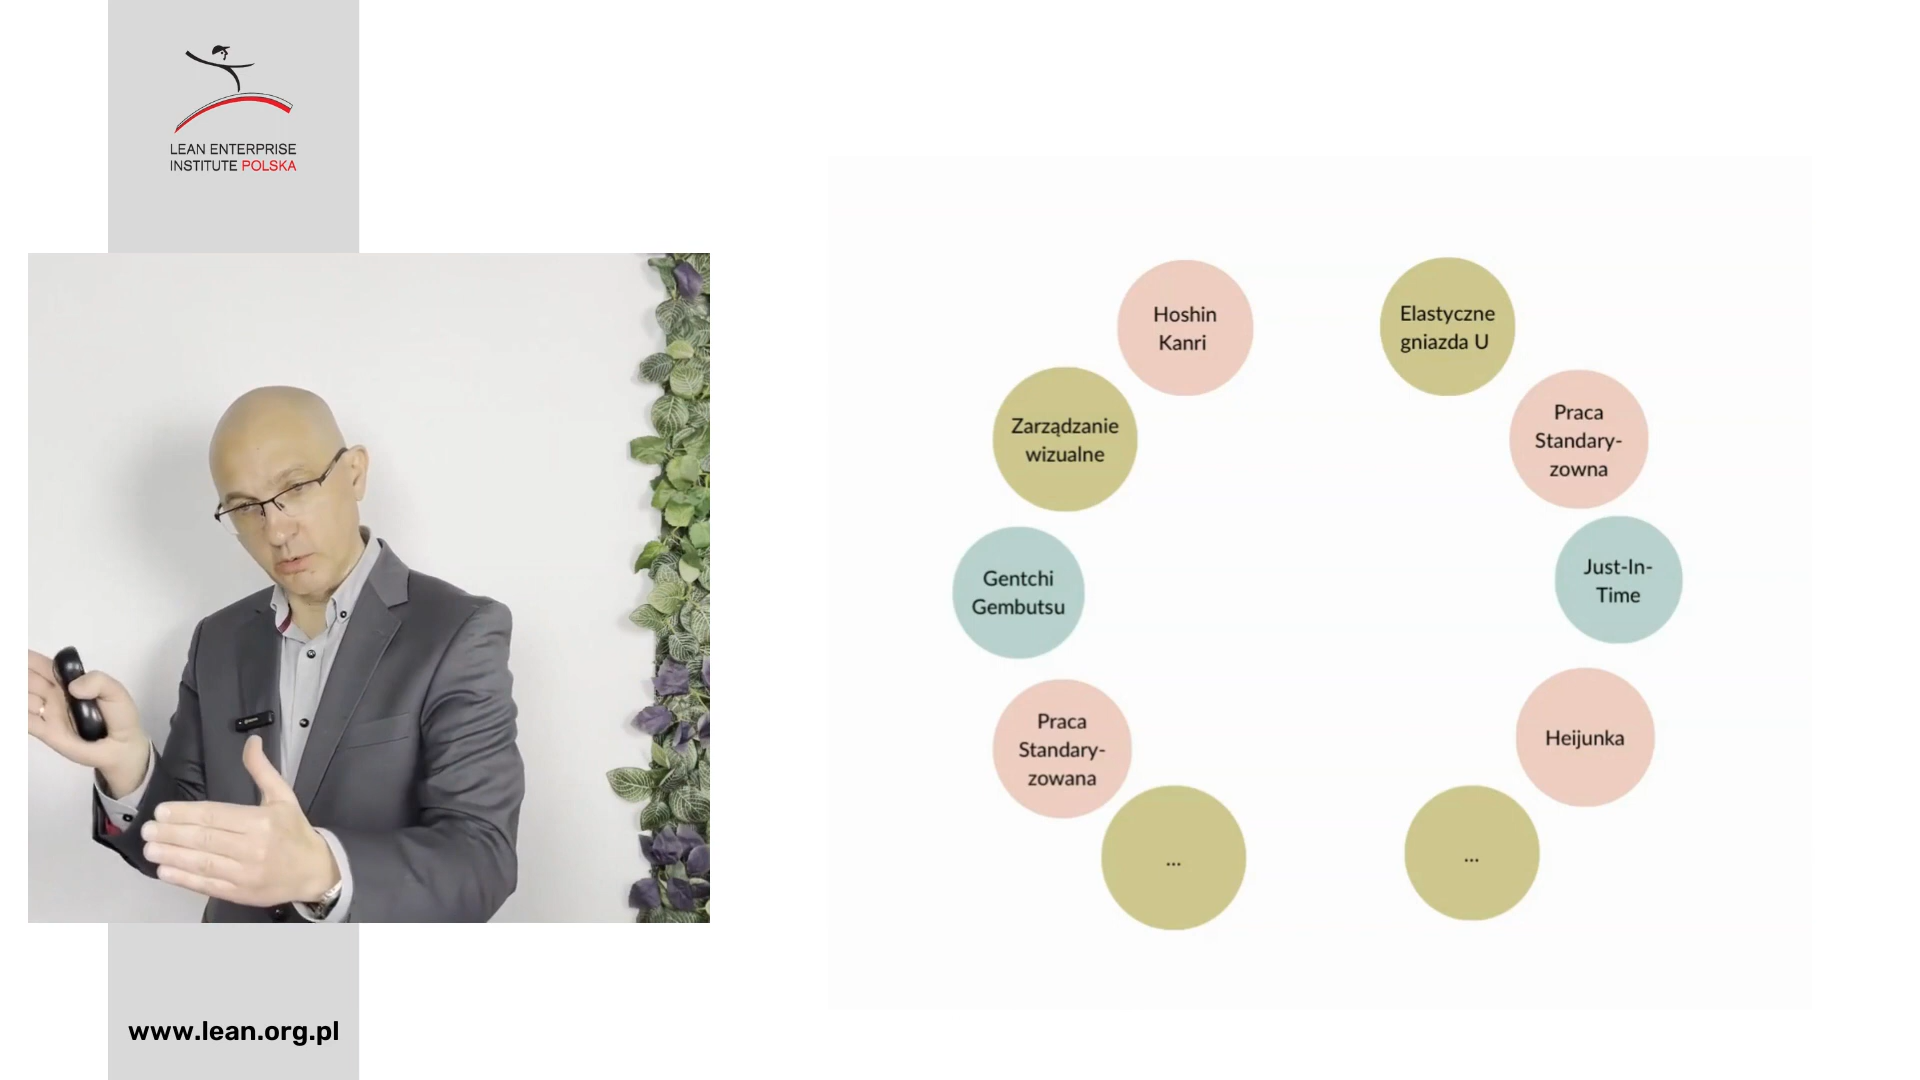 LEAN ENTERPRISE
INSTITUTE POLSKA
Hoshin
Kanri
Elastyczne
gniazda U
Zarządzanie
wizualne
Praca
Standary-
zowna
Gentchi
Gembutsu
Just-In-
Time
Praca
Standary-
zowana
Heijunka
...
...
www.lean.org.pl